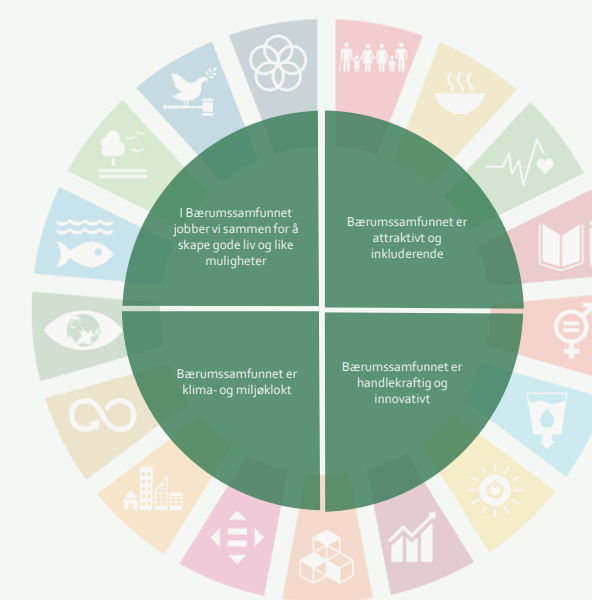 I Bærumssamfunnet
jobber vi sammen for å
skape gode liv og like
muligheter
Bærumssamfunnet er
attraktivt og
inkluderende
Bærumssamfunnet er
klima- og miljøklokt
Bærumssamfunnet er
handlekraftig og
innovativt